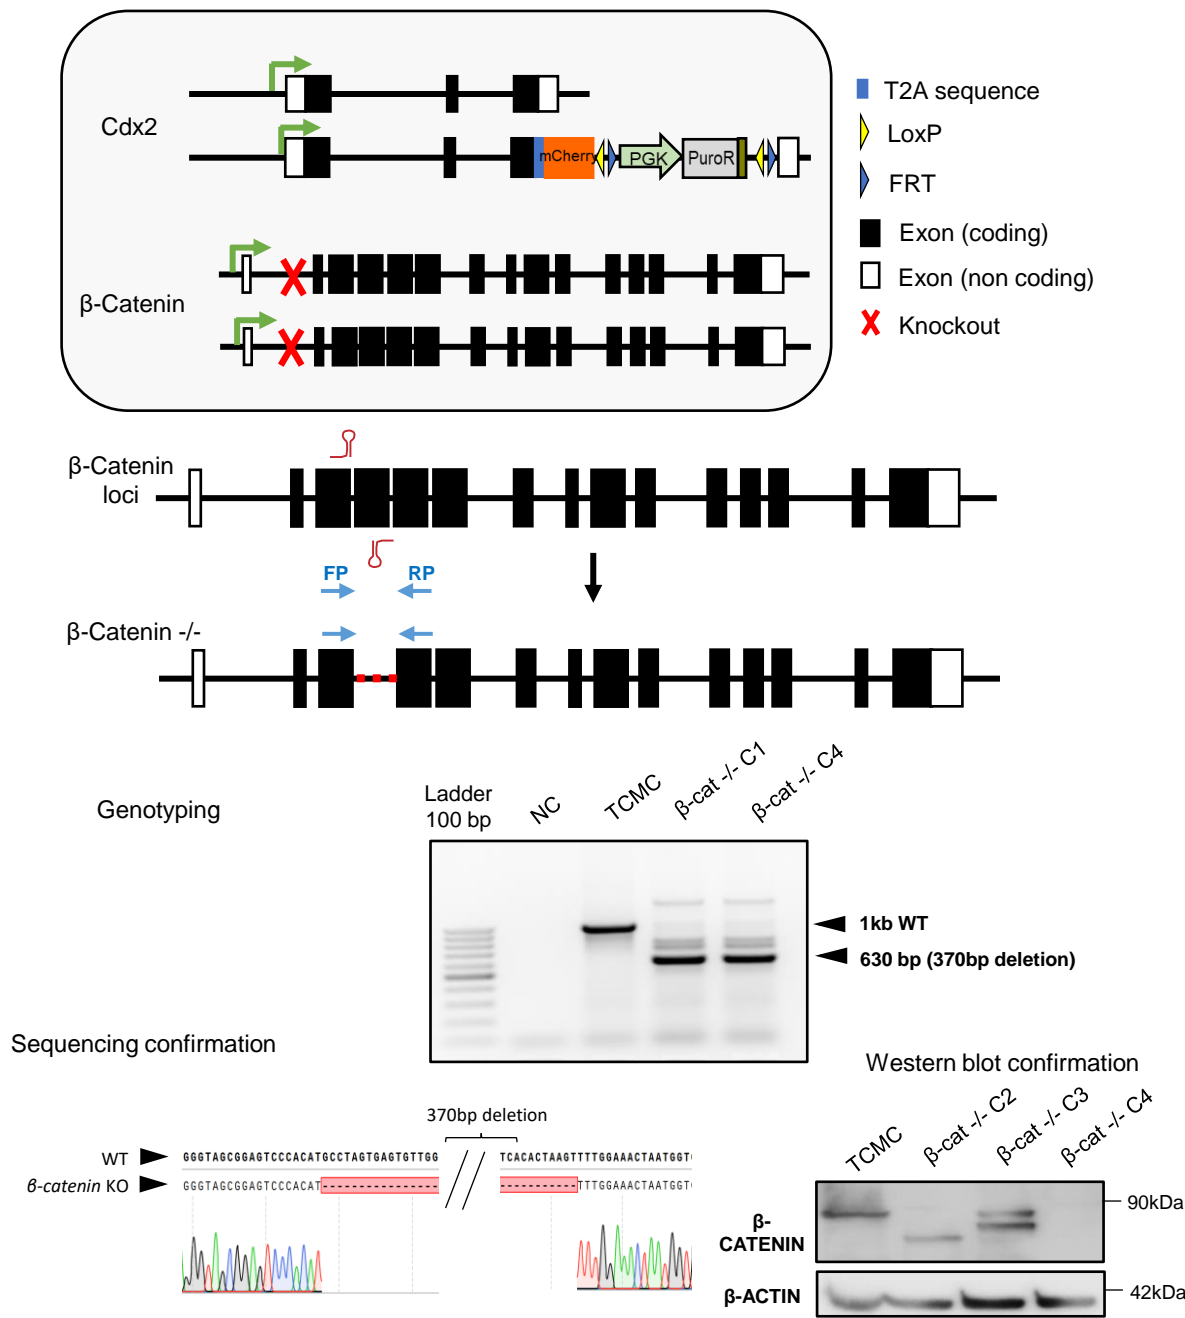 Cdx2
mCherry
PGK
PuroR
β-Catenin
T2A sequence
LoxP
FRT
Exon (coding)
Exon (non coding)
Knockout
β-Catenin
loci
FP
RP
β-Catenin -/-
Genotyping
Ladder
100 bp
NC
TCMC
β-cat -/- C1
β-cat -/- C4
1kb WT
630 bp (370bp deletion)
Sequencing confirmation
370bp deletion
WT
GGGTAGCGGAGTCCCACATGCCTAGTGAGTGTTGG
TCACACTAAGTTTTGGAAACTAATGGT
β-catenin KO
GGGTAGCGGAGTCCCACAT----------------
----------TTTGGAAACTAATGGT
Western blot confirmation
TCMC
β-cat -/- C2
β-cat -/- C3
β-cat -/- C4
90kDa
β-
CATENIN
β-ACTIN
42kDa